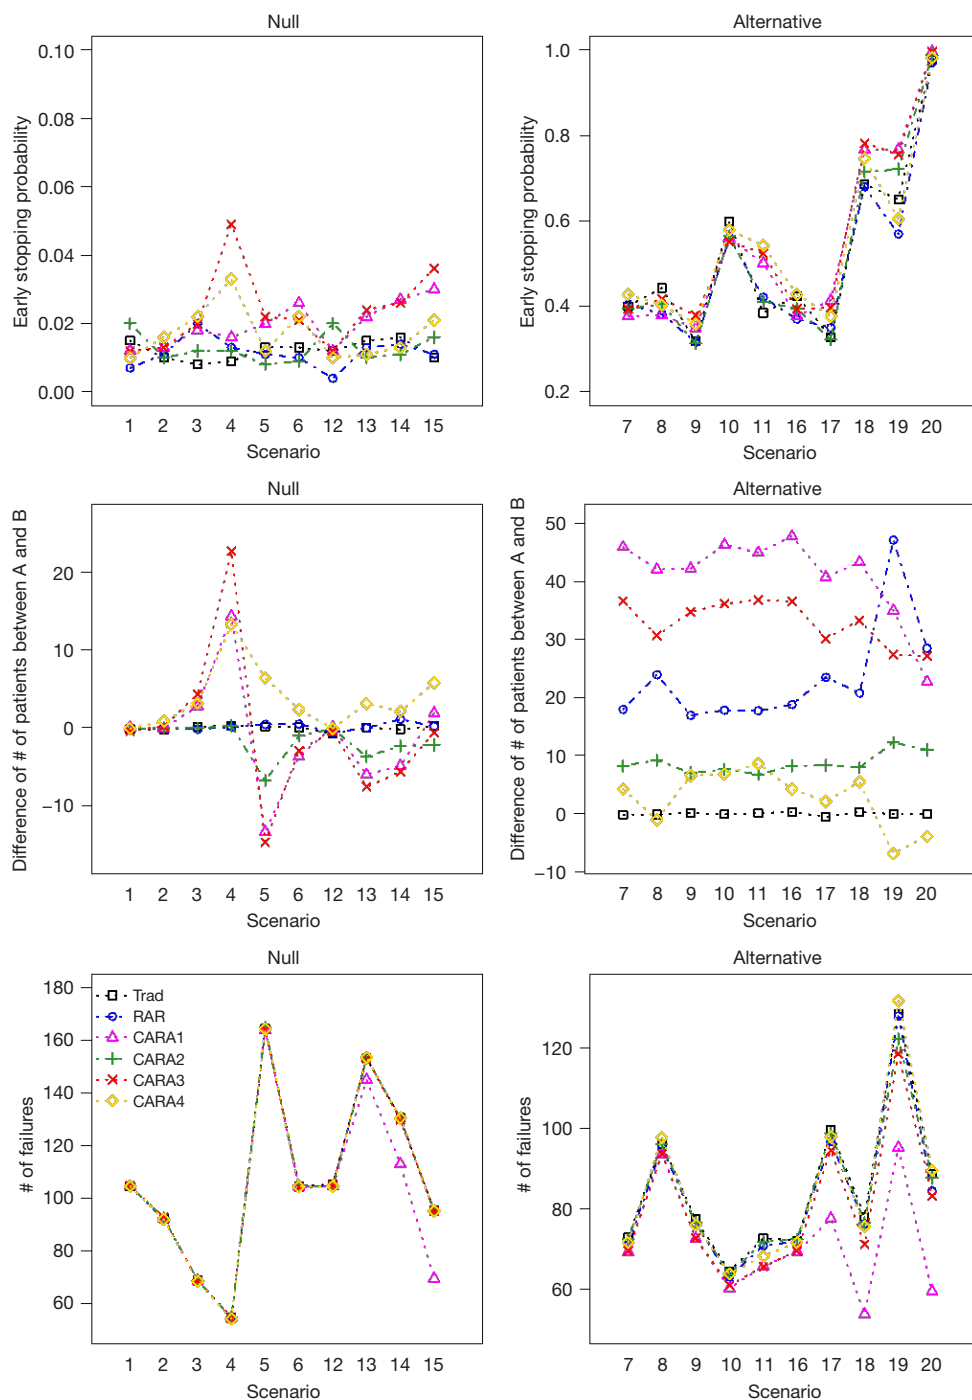 Null
Early stopping probability
0.10
0.08
0.06
0.04
0.02
0.00
1 2 3 4 5 6 12 13 14 15
Scenario
Alternative
Early stopping probability
1.0
0.8
0.6
0.4
0.2
7 8 9 10 11 16 17 18 19 20
Scenario
Null
Difference of # of patients between A and B
20
10
0
−10
1 2 3 4 5 6 12 13 14 15
Scenario
Alternative
Difference of # of patients between A and B
50
40
30
20
10
0
−10
7 8 9 10 11 16 17 18 19 20
Scenario
Null
# of failures
180
160
140
120
100
80
60
Trad
RAR
CARA1
CARA2
CARA3
CARA4
1 2 3 4 5 6 12 13 14 15
Scenario
Alternative
# of failures
120
100
80
60
7 8 9 10 11 16 17 18 19 20
Scenario